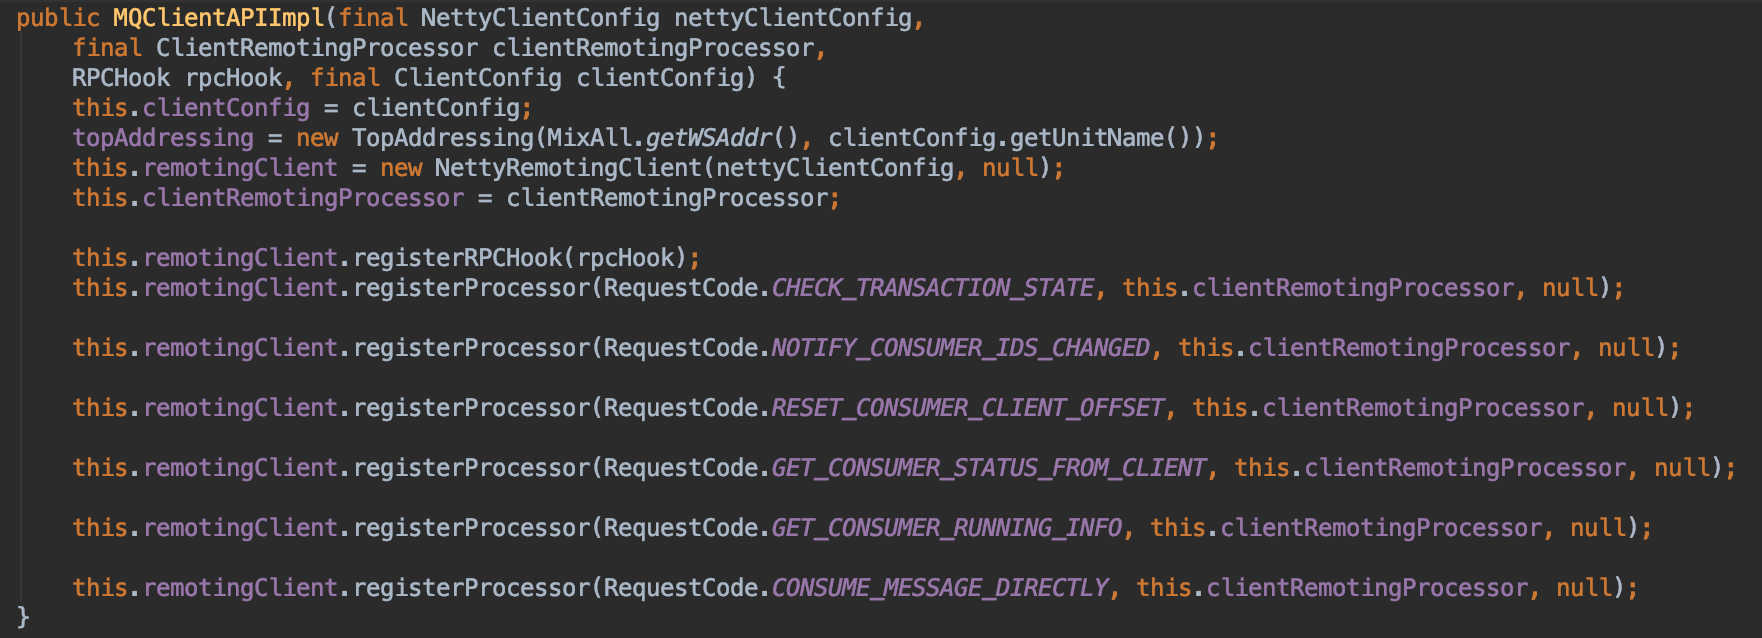 public MQClientAPIImpl(final NettyClientConfig nettyClientConfig,
    final ClientRemotingProcessor clientRemotingProcessor,
    RPCHook rpcHook, final ClientConfig clientConfig) {
    this.clientConfig = clientConfig;
    topAddressing = new TopAddressing(MixAll.getWSAddr(), clientConfig.getUnitName());
    this.remotingClient = new NettyRemotingClient(nettyClientConfig, null);
    this.clientRemotingProcessor = clientRemotingProcessor;

    this.remotingClient.registerRPCHook(rpcHook);
    this.remotingClient.registerProcessor(RequestCode.CHECK_TRANSACTION_STATE, this.clientRemotingProcessor, null);

    this.remotingClient.registerProcessor(RequestCode.NOTIFY_CONSUMER_IDS_CHANGED, this.clientRemotingProcessor, null);

    this.remotingClient.registerProcessor(RequestCode.RESET_CONSUMER_CLIENT_OFFSET, this.clientRemotingProcessor, null);

    this.remotingClient.registerProcessor(RequestCode.GET_CONSUMER_STATUS_FROM_CLIENT, this.clientRemotingProcessor, null);

    this.remotingClient.registerProcessor(RequestCode.GET_CONSUMER_RUNNING_INFO, this.clientRemotingProcessor, null);

    this.remotingClient.registerProcessor(RequestCode.CONSUME_MESSAGE_DIRECTLY, this.clientRemotingProcessor, null);
}